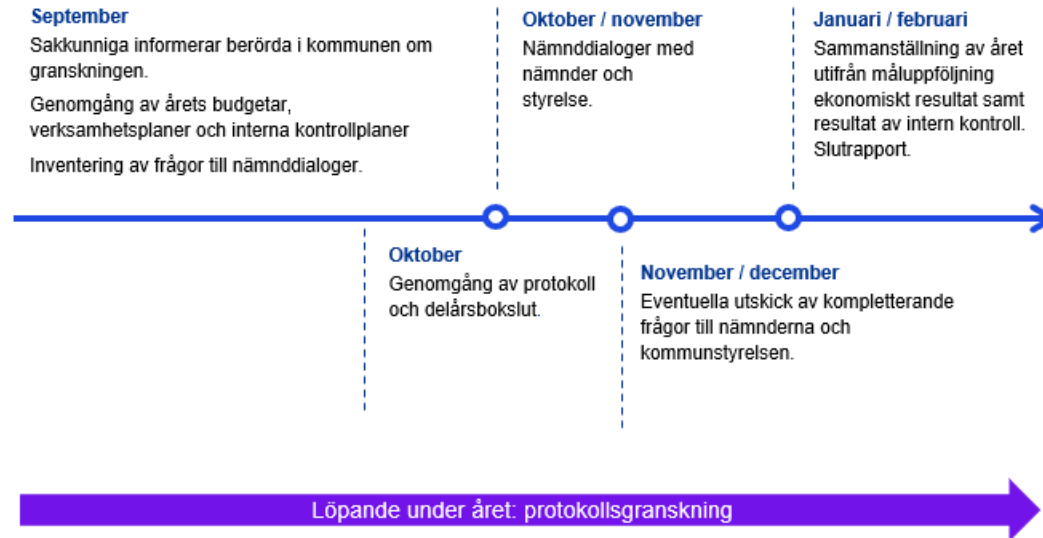 September
Sakkunniga informerar berörda i kommunen om
granskningen.
Genomgång av årets budgetar,
verksamhetsplaner och interna kontrollplaner
Inventering av frågor till nämnddialoger.
Oktober / november
Nämnddialoger med
nämnder och
styrelse.
Januari / februari
Sammanställning av året
utifrån måluppföljning
ekonomiskt resultat samt
resultat av intern kontroll.
Slutrapport.
Oktober
Genomgång av protokoll
och delårsbokslut.
November / december
Eventuella utskick av kompletterande
frågor till nämnderna och
kommunstyrelsen.
Löpande under året: protokollsgranskning